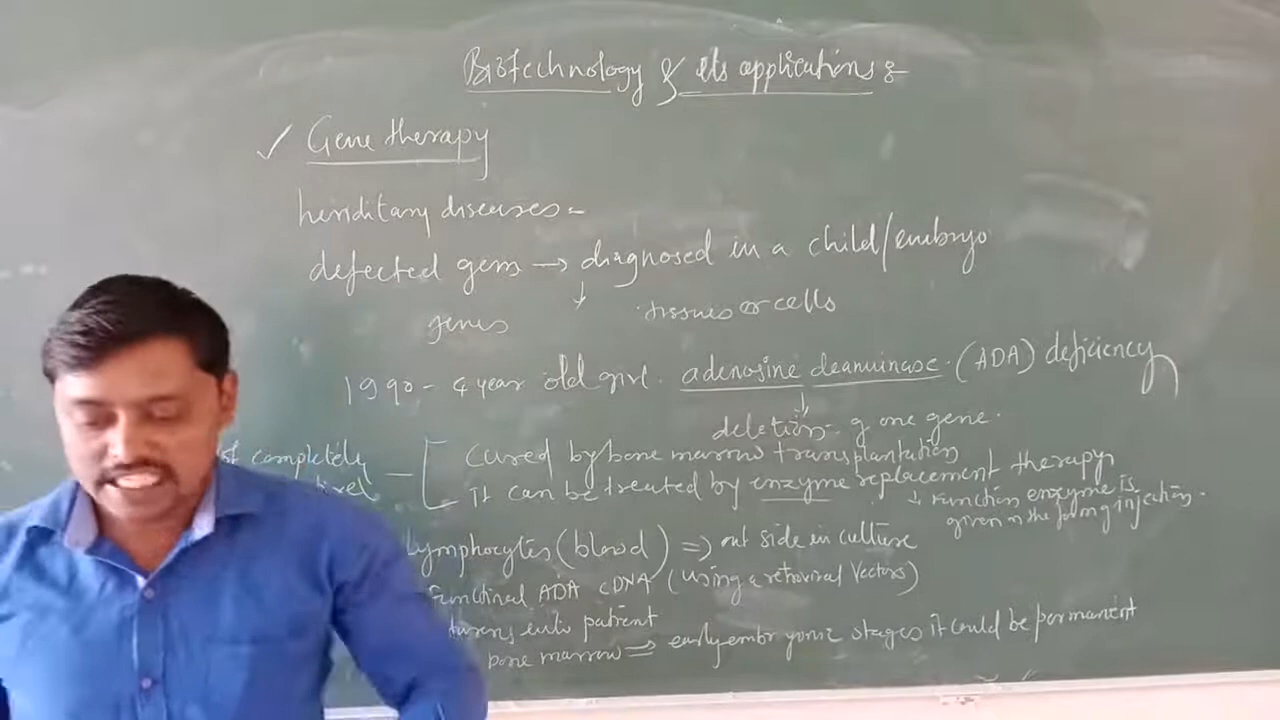 Biotechnology & its applications :-
✓ Gene therapy
heriditary diseases -
defected gens → diagnosed in a child/embryo
↓ tissues or cells
genes
1990 - 4 year old girl. adenosine deaminase. (ADA) deficiency
↓
deletion of one gene.
completely – [ cured by bone marrow transplantation
It can be treated by enzyme replacement therapy
↓ Function enzyme is
given in the form of injection.
Lymphocytes (blood) ⇒ out side in culture
Functinal ADA cDNA (using a retroviral vectors)
into patient
bone marrow ⇒ early embryonic stages it could be permanent